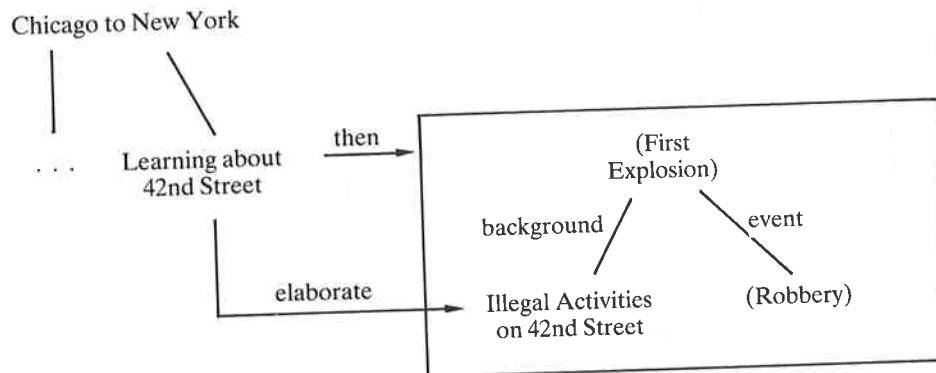 Chicago to New York
then
(First
Explosion)
. . .
Learning about
42nd Street
background
event
elaborate
Illegal Activities
on 42nd Street
(Robbery)